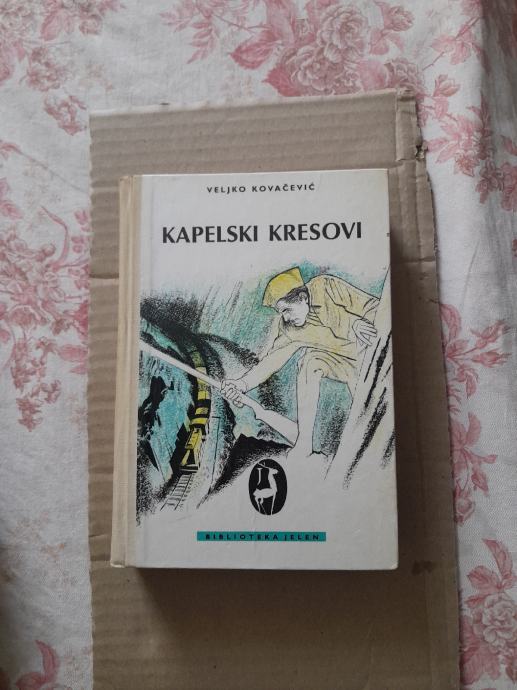 VELJKO KOVAČEVIĆ
KAPELSKI KRESOVI
BIBLIOTEKA JELEN